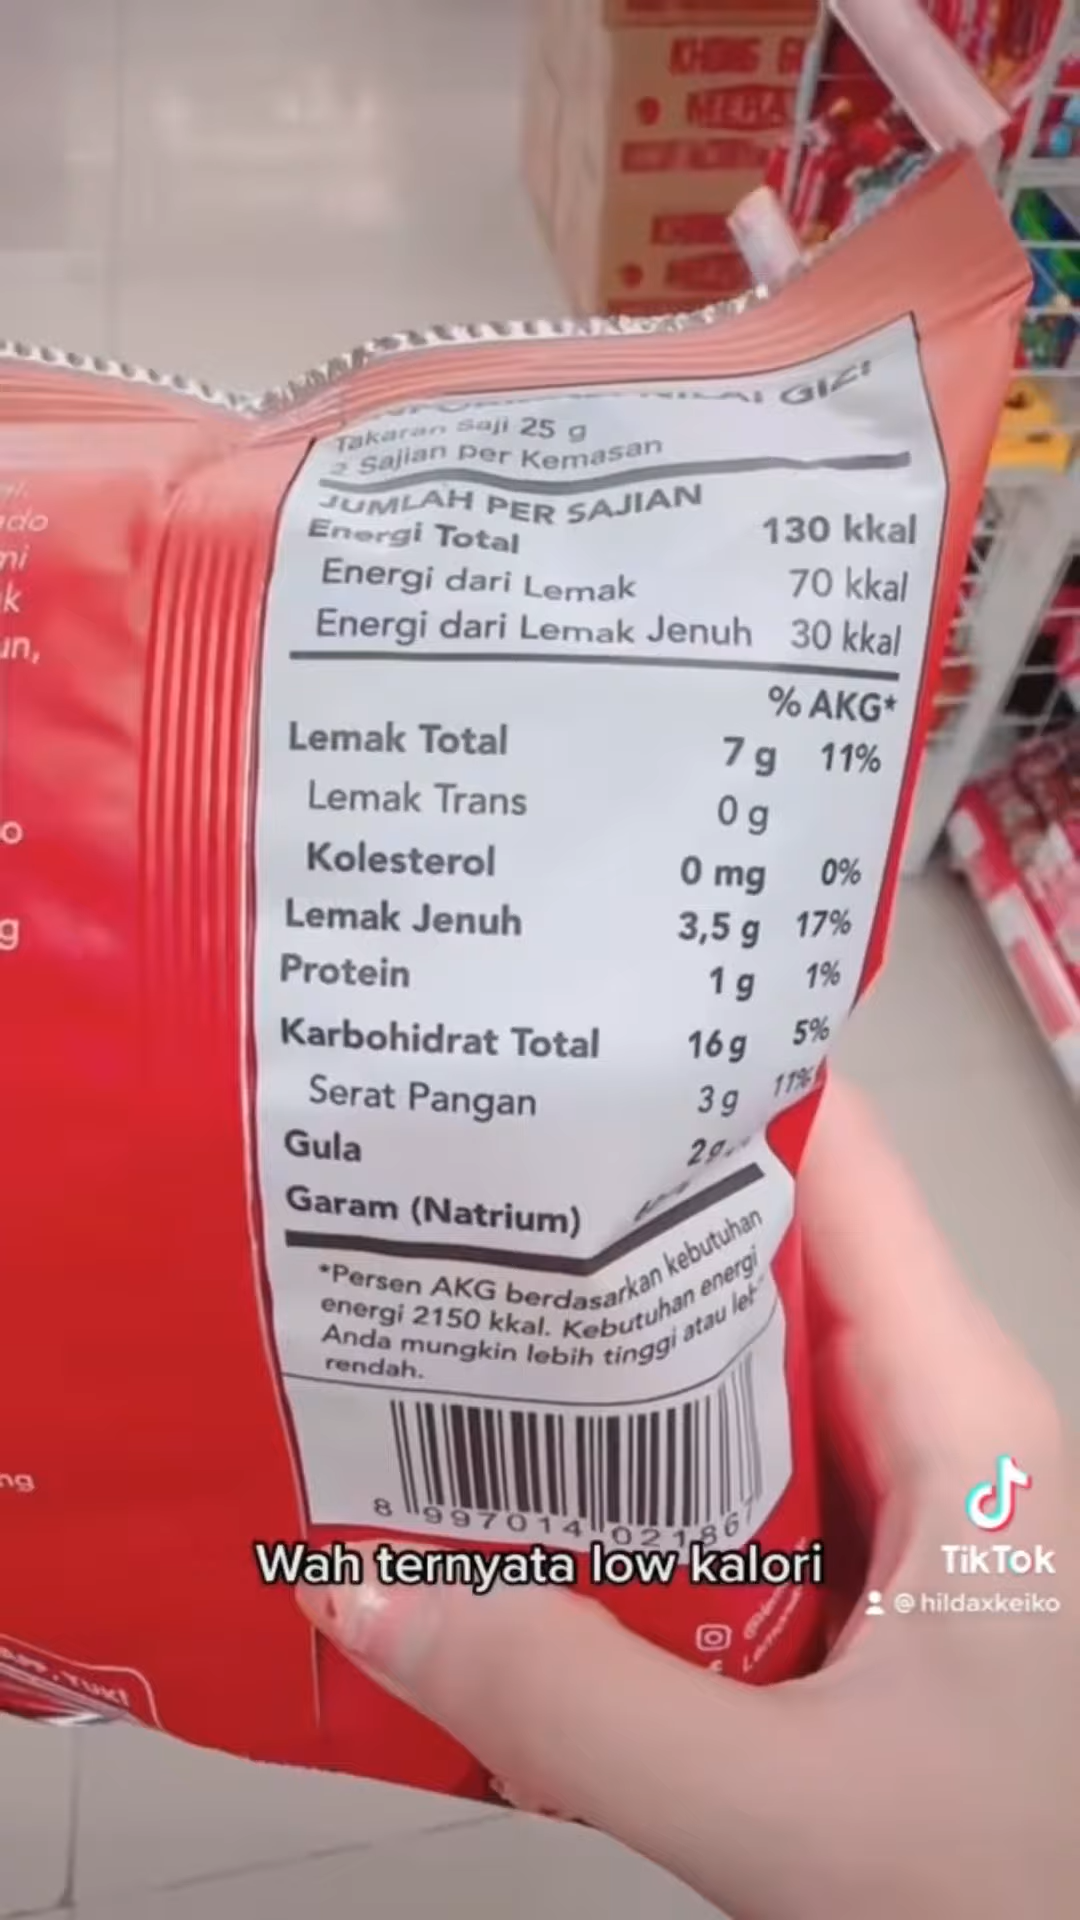 KHONG
INFORMASI NILAI GIZI
Takaran Saji 25 g
2 Sajian per Kemasan
JUMLAH PER SAJIAN
Energi Total 130 kkal
Energi dari Lemak 70 kkal
Energi dari Lemak Jenuh 30 kkal
% AKG*
Lemak Total 7 g 11%
Lemak Trans 0 g
Kolesterol 0 mg 0%
Lemak Jenuh 3,5 g 17%
Protein 1 g 1%
Karbohidrat Total 16 g 5%
Serat Pangan 3 g 11%
Gula 2 g
Garam (Natrium)
*Persen AKG berdasarkan kebutuhan
energi 2150 kkal. Kebutuhan energi
Anda mungkin lebih tinggi atau
rendah.
8 997014 021867
Wah ternyata low kalori
TikTok
@hildaxkeiko